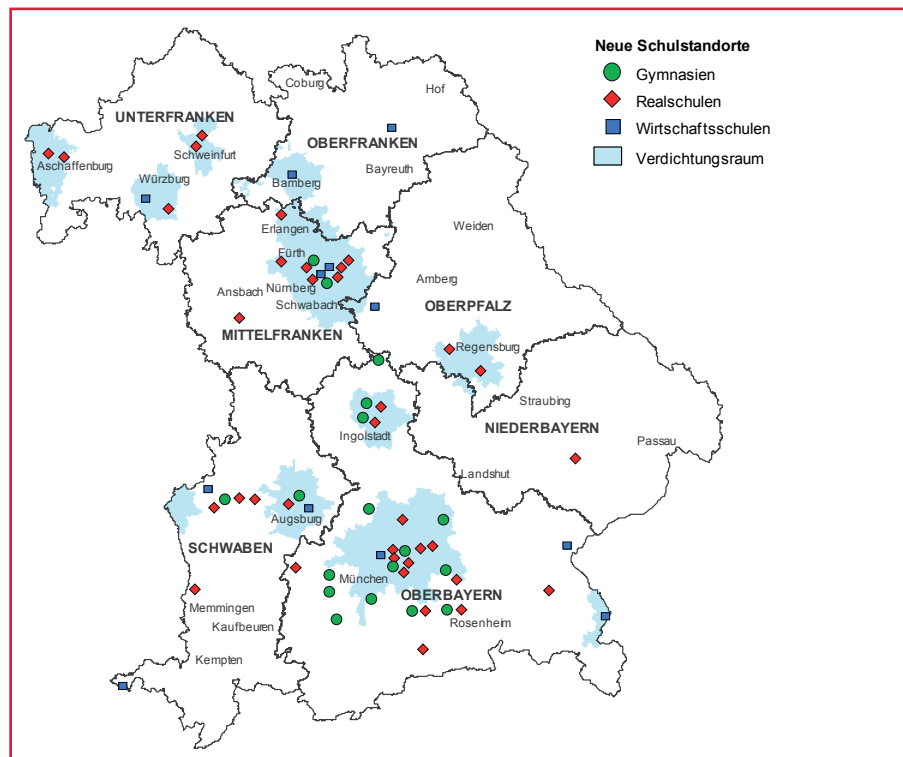 Neue Schulstandorte
Gymnasien
Realschulen
Wirtschaftsschulen
Verdichtungsraum
Coburg
Hof
UNTERFRANKEN
OBERFRANKEN
Schweinfurt
Aschaffenburg
Bayreuth
Würzburg
Bamberg
Erlangen
Weiden
Fürth
Amberg
Ansbach
Nürnberg
Schwabach
OBERPFALZ
MITTELFRANKEN
Regensburg
Straubing
NIEDERBAYERN
Ingolstadt
Passau
Landshut
Augsburg
SCHWABEN
München
OBERBAYERN
Memmingen
Kaufbeuren
Rosenheim
Kempten